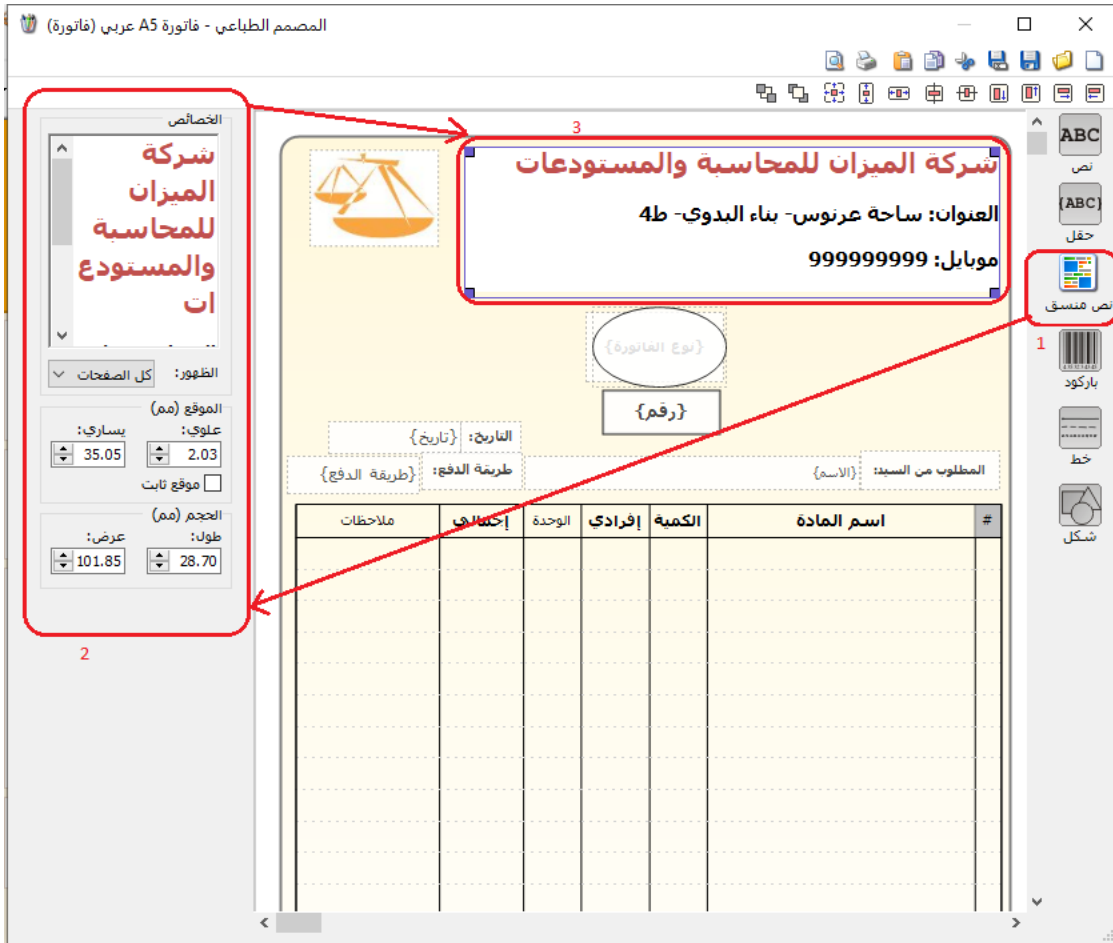 المصمم الطباعي - فاتورة A5 عربي (فاتورة)
الخصائص
شركة
الميزان
للمحاسبة
والمستودع
ات
الظهور: كل الصفحات
الموقع (مم)
علوي: يساري:
2.03 35.05
موقع ثابت
الحجم (مم)
طول: عرض:
28.70 101.85
2
3
شركة الميزان للمحاسبة والمستودعات
العنوان: ساحة عرنوس- بناء البدوي- ط4
موبايل: 999999999
{نوع الفاتورة}
{رقم}
التاريخ: {تاريخ}
المطلوب من السيد: {الاسم} طريقة الدفع: {طريقة الدفع}
# اسم المادة الكمية إفرادي الوحدة إجمالي ملاحظات
ABC
نص
{ABC}
حقل
نص منسق
1
باركود
خط
شكل